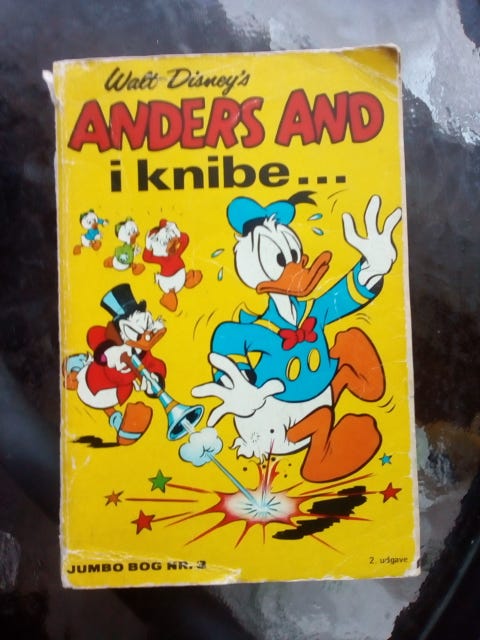 Walt Disney's
ANDERS AND
i knibe...
JUMBO BOG NR. 3
2. udgave